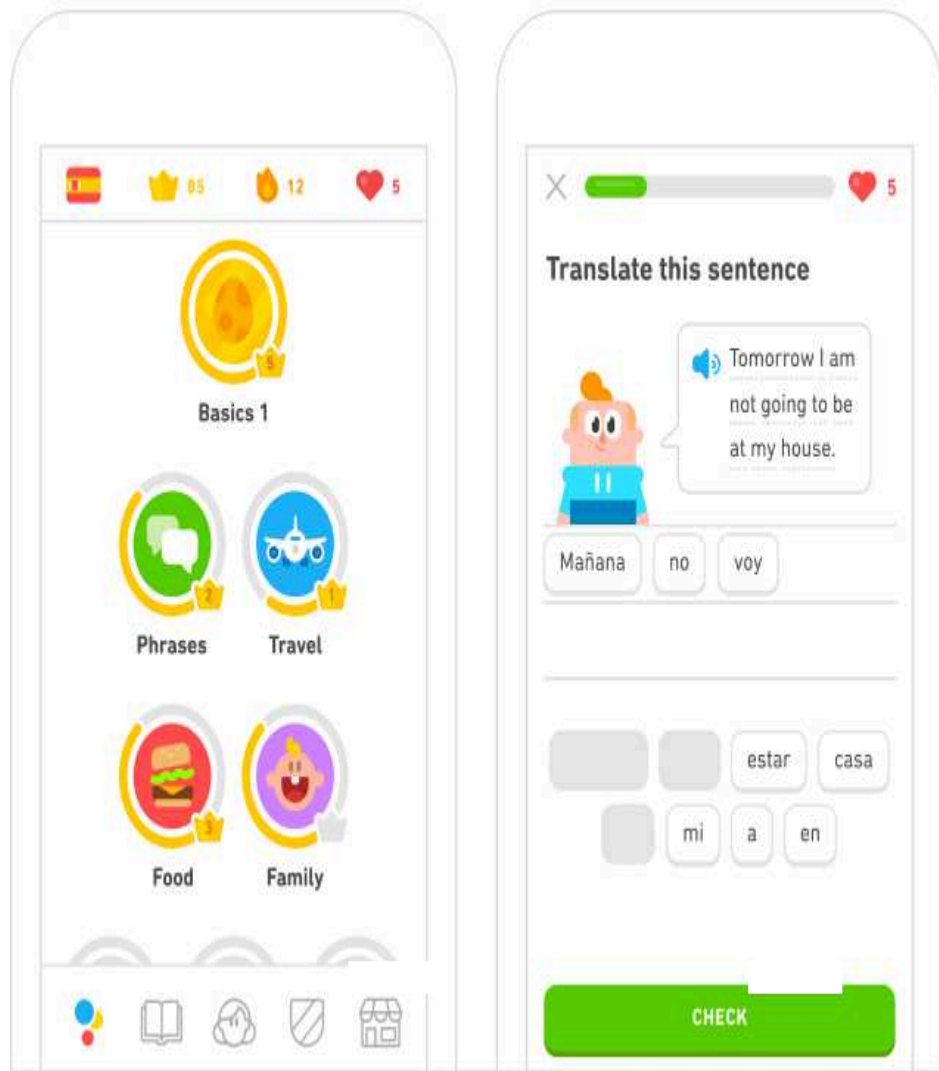 85 12 5
5
Basics 1
2 1
Phrases Travel
3
Food Family
5
Translate this sentence
Tomorrow I am
not going to be
at my house.
Mañana no voy
estar casa
mi a en
CHECK